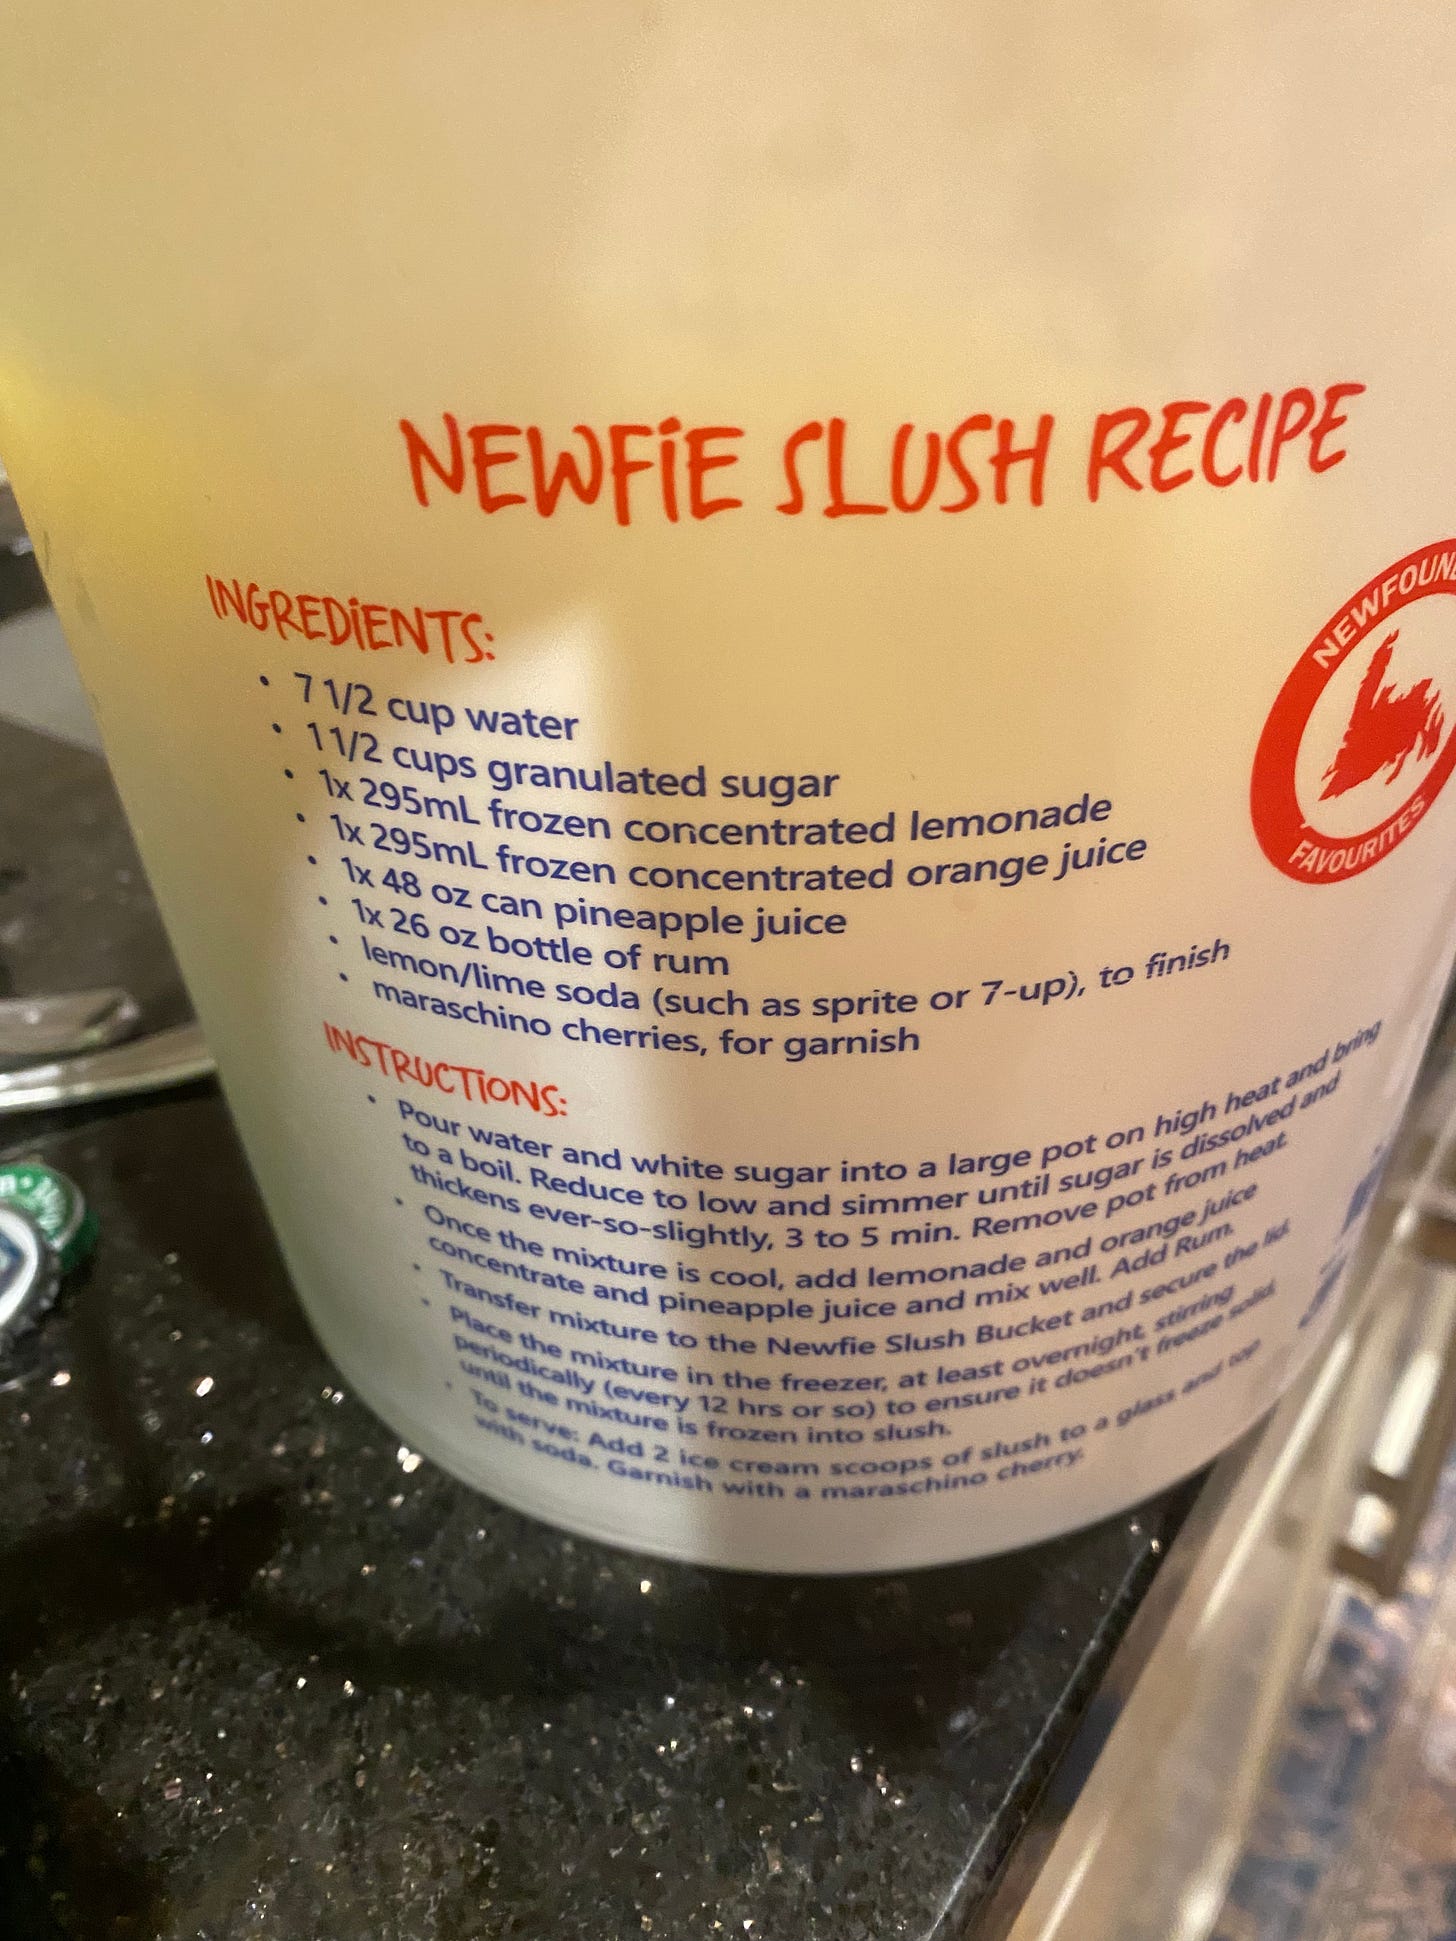 NEWFiE SLUSH RECIPE
INGREDiENTS:
• 7 1/2 cup water
• 1 1/2 cups granulated sugar
• 1x 295mL frozen concentrated lemonade
• 1x 295mL frozen concentrated orange juice
• 1x 48 oz can pineapple juice
• 1x 26 oz bottle of rum
• lemon/lime soda (such as sprite or 7-up), to finish
• maraschino cherries, for garnish
INSTRUCTiONS:
• Pour water and white sugar into a large pot on high heat and bring
to a boil. Reduce to low and simmer until sugar is dissolved and
thickens ever-so-slightly, 3 to 5 min. Remove pot from heat.
• Once the mixture is cool, add lemonade and orange juice
concentrate and pineapple juice and mix well. Add Rum.
• Transfer mixture to the Newfie Slush Bucket and secure the lid.
• Place the mixture in the freezer, at least overnight, stirring
periodically (every 12 hrs or so) to ensure it doesn't freeze solid,
until the mixture is frozen into slush.
• To serve: Add 2 ice cream scoops of slush to a glass and top
with soda. Garnish with a maraschino cherry.
NEWFOUN
FAVOURITES